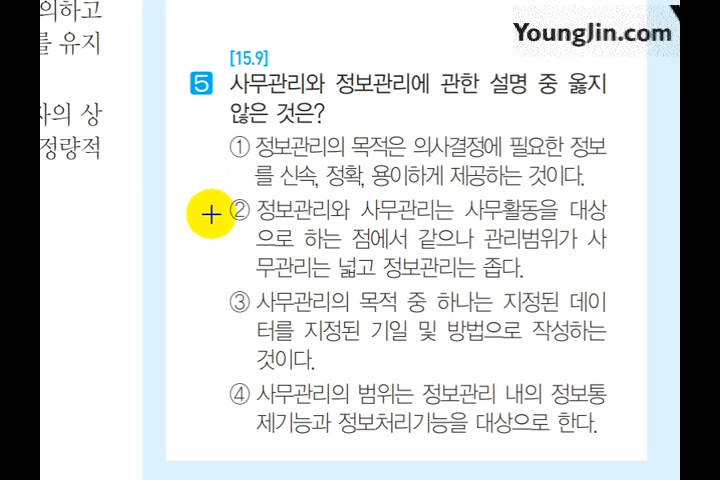 의하고
를 유지
자의 상
정량적
YoungJin.com
[15.9]
5 사무관리와 정보관리에 관한 설명 중 옳지
않은 것은?
① 정보관리의 목적은 의사결정에 필요한 정보
를 신속, 정확, 용이하게 제공하는 것이다.
② 정보관리와 사무관리는 사무활동을 대상
으로 하는 점에서 같으나 관리범위가 사
무관리는 넓고 정보관리는 좁다.
③ 사무관리의 목적 중 하나는 지정된 데이
터를 지정된 기일 및 방법으로 작성하는
것이다.
④ 사무관리의 범위는 정보관리 내의 정보통
제기능과 정보처리기능을 대상으로 한다.